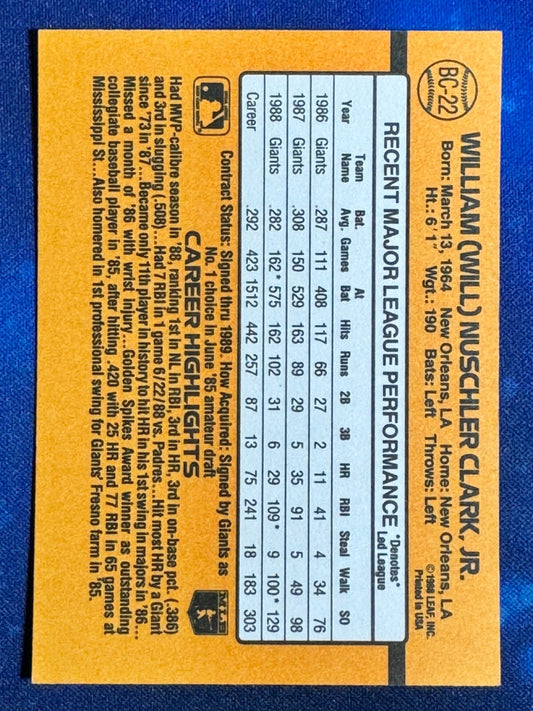 BC-22
WILLIAM (WILL) NUSCHLER CLARK, JR.
Born: March 13, 1964 New Orleans, LA Home: New Orleans, LA
Ht.: 6' 1" Wgt.: 190 Bats: Left Throws: Left
©1988 LEAF, INC.
Printed in USA
RECENT MAJOR LEAGUE PERFORMANCE *Denotes Led League
Year Team Name Bat. Avg. Games At Bat Hits Runs 2B 3B HR RBI Steal Walk SO
1986 Giants .287 111 408 117 66 27 2 11 41 4 34 76
1987 Giants .308 150 529 163 89 29 5 35 91 5 49 98
1988 Giants .282 162* 575 162 102 31 6 29 109* 9 100* 129
Career .292 423 1512 442 257 87 13 75 241 18 183 303
Contract Status: Signed thru 1989. How Acquired: Signed by Giants as
No. 1 choice in June '85 amateur draft
CAREER HIGHLIGHTS
Had MVP-calibre season in '88, ranking 1st in NL in RBI, 3rd in HR, 3rd in on-base pct. (.386)
and 3rd in slugging (.508)...Had 7 RBI in 1 game 6/22/88 vs. Padres...Hit most HR by a Giant
since '73 in '87...Became only 11th player in history to hit HR in his 1st swing in majors in '86...
Missed a month of '86 with wrist injury...Golden Spikes Award winner as outstanding
collegiate baseball player in '85, after hitting .420 with 25 HR and 77 RBI in 65 games at
Mississippi St...Also homered in 1st professional swing for Giants' Fresno farm in '85.